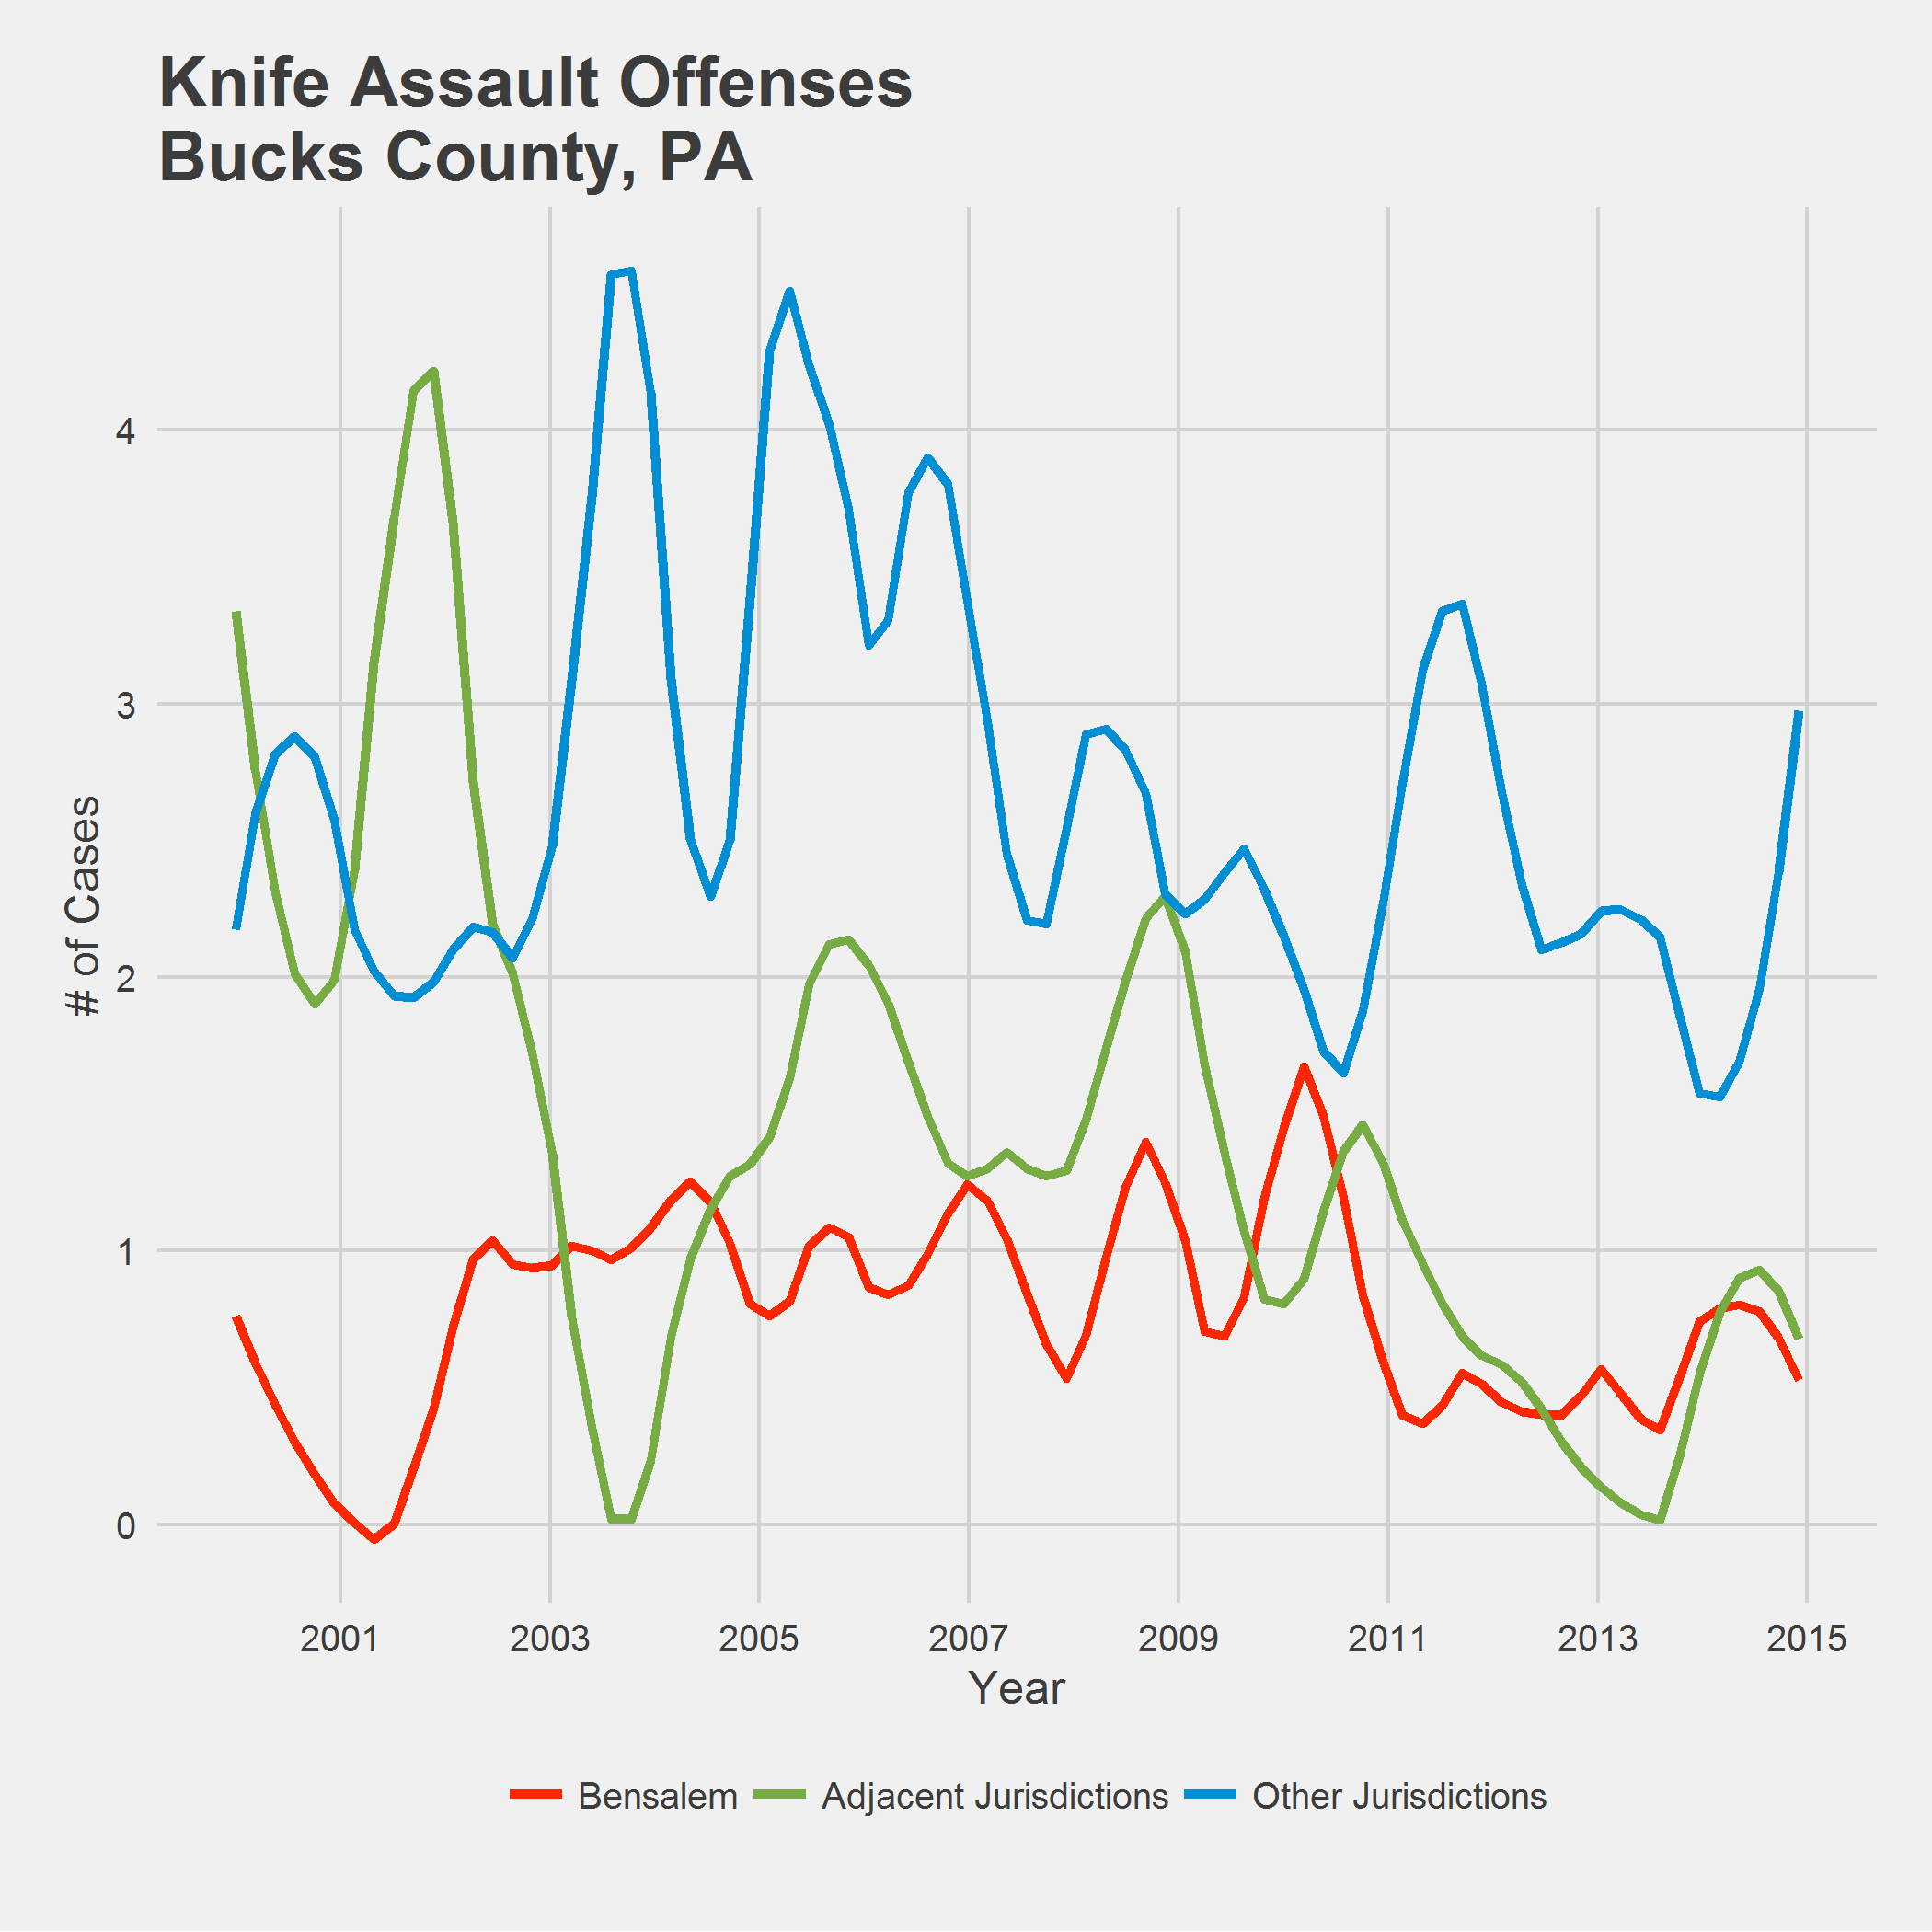 Knife Assault Offenses
Bucks County, PA
# of Cases
4
3
2
1
0
2001 2003 2005 2007 2009 2011 2013 2015
Year
Bensalem Adjacent Jurisdictions Other Jurisdictions